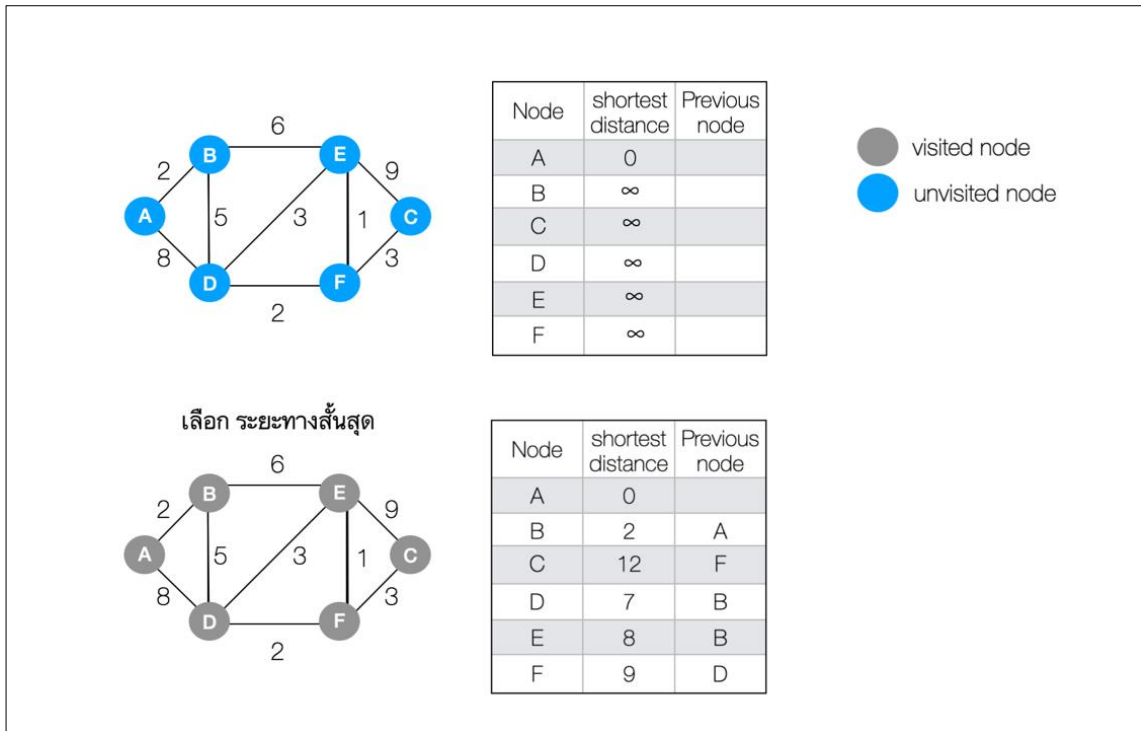 6
B
E
2
9
A
5
3
1
C
8
3
D
F
2
Node shortest distance Previous node
A 0
B ∞
C ∞
D ∞
E ∞
F ∞
visited node
unvisited node
เลือก ระยะทางสั้นสุด
6
B
E
2
9
A
5
3
1
C
8
3
D
F
2
Node shortest distance Previous node
A 0
B 2 A
C 12 F
D 7 B
E 8 B
F 9 D